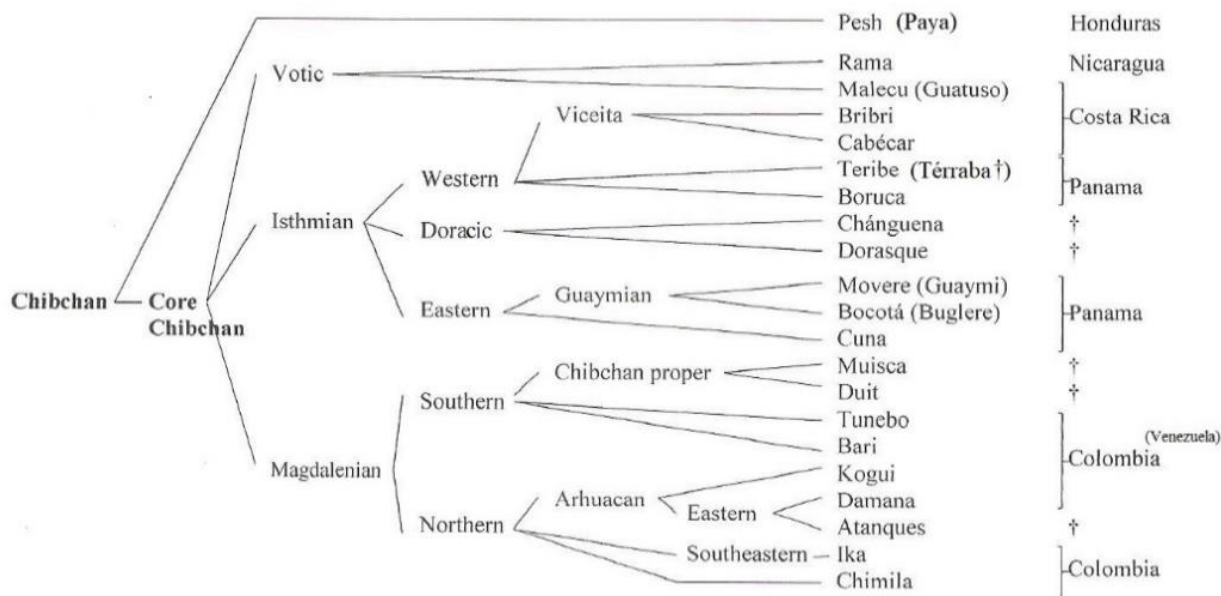 Pesh (Paya) Honduras
Votic Rama Nicaragua
Malecu (Guatuso)
Viceita Bribri Costa Rica
Cabécar
Western Teribe (Térraba†) Panama
Boruca
Isthmian Chánguena †
Doracic
Dorasque †
Guaymian Movere (Guaymi)
Chibchan Core Chibchan Eastern Bocotá (Buglere) Panama
Cuna
Chibchan proper Muisca †
Duit †
Southern
Tunebo
(Venezuela)
Bari Colombia
Magdalenian Kogui
Arhuacan
Eastern Damana
Northern Atanques †
Southeastern Ika
Colombia
Chimila